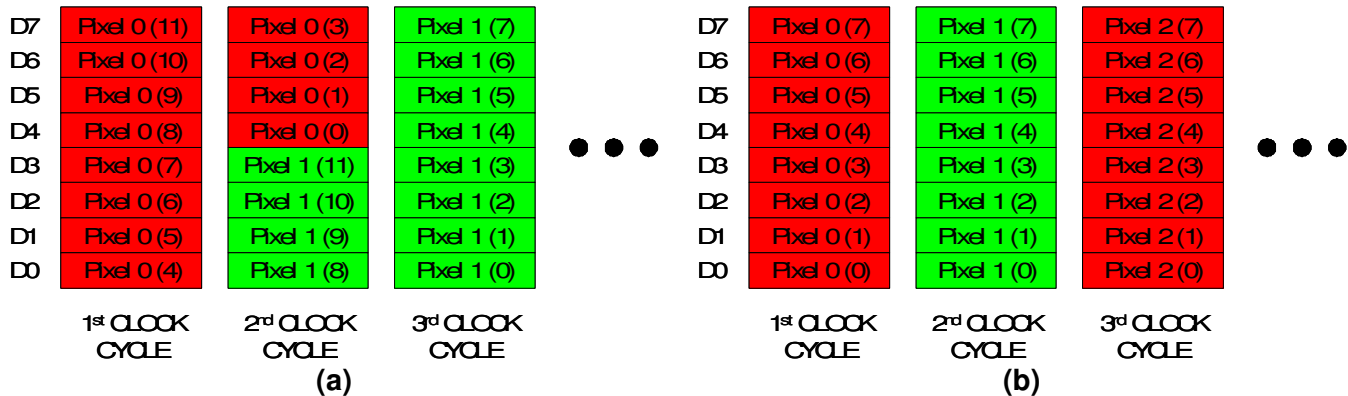 D7 Pixel 0 (11) Pixel 0 (3) Pixel 1 (7) D7 Pixel 0 (7) Pixel 1 (7) Pixel 2 (7)
D6 Pixel 0 (10) Pixel 0 (2) Pixel 1 (6) D6 Pixel 0 (6) Pixel 1 (6) Pixel 2 (6)
D5 Pixel 0 (9) Pixel 0 (1) Pixel 1 (5) D5 Pixel 0 (5) Pixel 1 (5) Pixel 2 (5)
D4 Pixel 0 (8) Pixel 0 (0) Pixel 1 (4) D4 Pixel 0 (4) Pixel 1 (4) Pixel 2 (4)
D3 Pixel 0 (7) Pixel 1 (11) Pixel 1 (3) D3 Pixel 0 (3) Pixel 1 (3) Pixel 2 (3)
D2 Pixel 0 (6) Pixel 1 (10) Pixel 1 (2) D2 Pixel 0 (2) Pixel 1 (2) Pixel 2 (2)
D1 Pixel 0 (5) Pixel 1 (9) Pixel 1 (1) D1 Pixel 0 (1) Pixel 1 (1) Pixel 2 (1)
D0 Pixel 0 (4) Pixel 1 (8) Pixel 1 (0) D0 Pixel 0 (0) Pixel 1 (0) Pixel 2 (0)
1st CLOCK 2nd CLOCK 3rd CLOCK 1st CLOCK 2nd CLOCK 3rd CLOCK
CYCLE CYCLE CYCLE CYCLE CYCLE CYCLE
(a) (b)